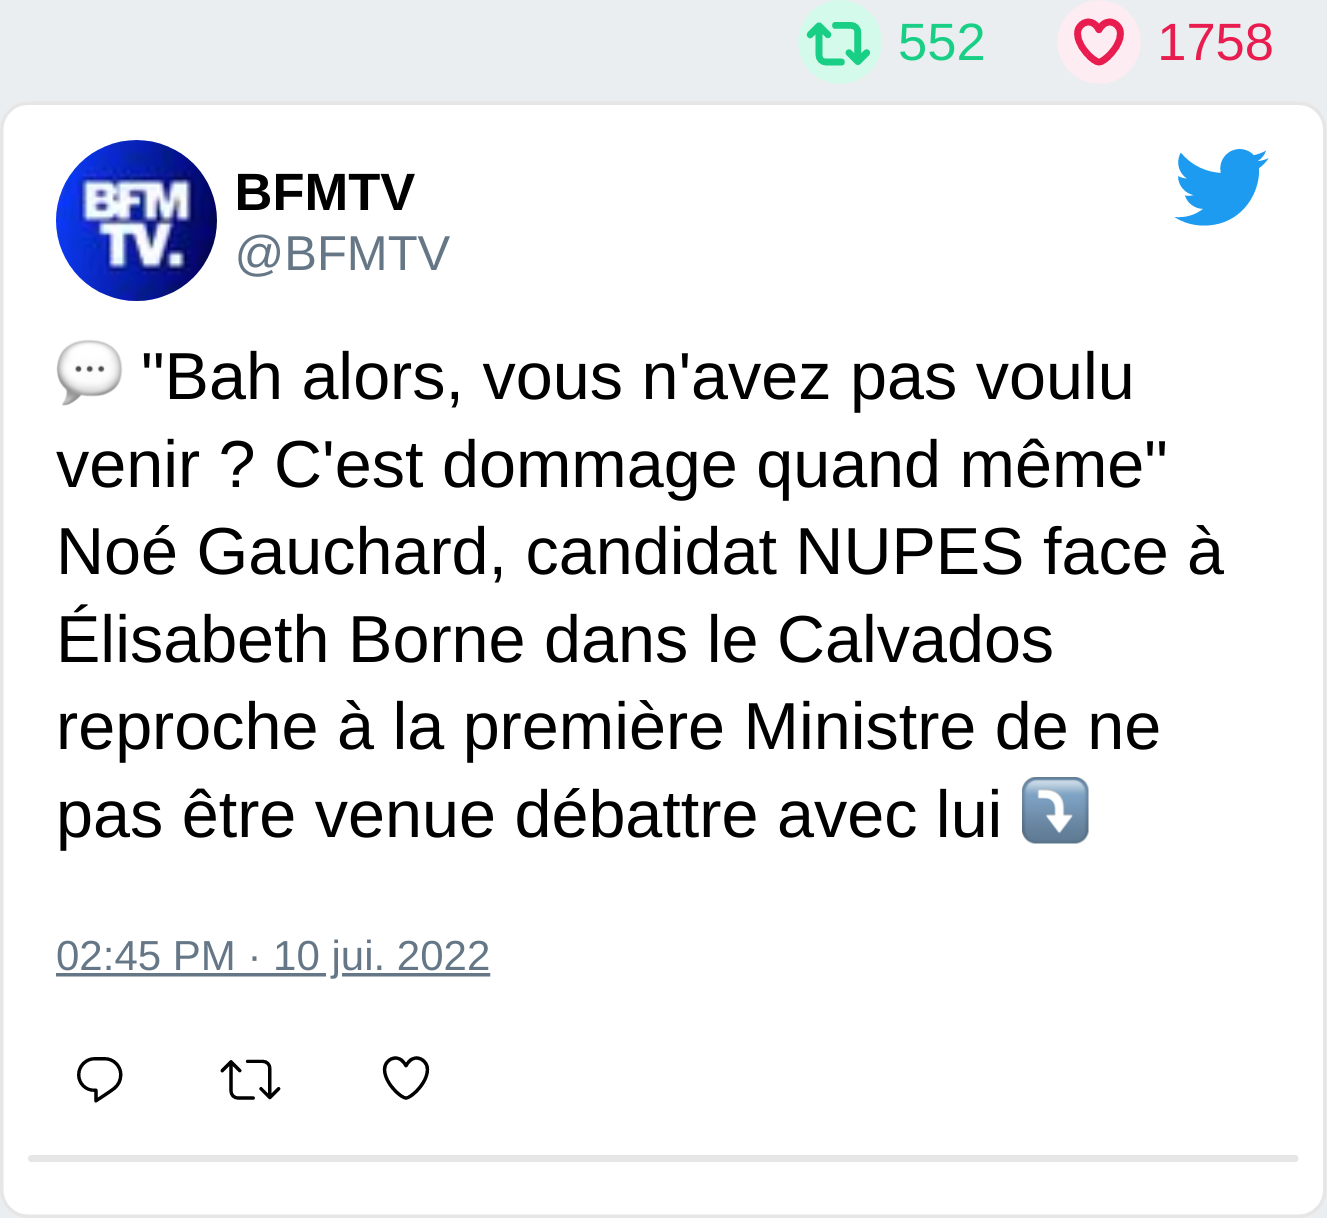 552 1758
BFM
TV.
BFMTV
@BFMTV
💬 "Bah alors, vous n'avez pas voulu
venir ? C'est dommage quand même"
Noé Gauchard, candidat NUPES face à
Élisabeth Borne dans le Calvados
reproche à la première Ministre de ne
pas être venue débattre avec lui ⤵️
02:45 PM · 10 jui. 2022